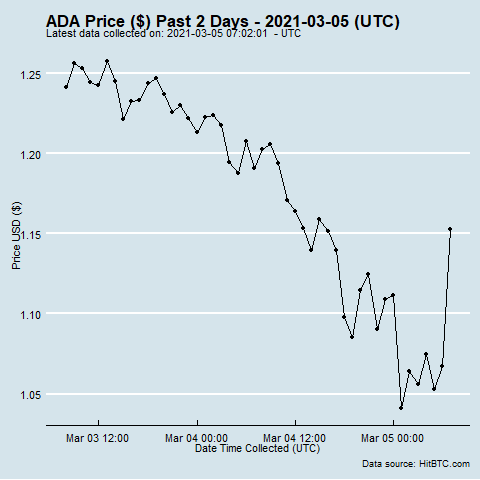 ADA Price ($) Past 2 Days - 2021-03-05 (UTC)
Latest data collected on: 2021-03-05 07:02:01 - UTC
1.25
1.20
1.15
1.10
1.05
Price USD ($)
Mar 03 12:00 Mar 04 00:00 Mar 04 12:00 Mar 05 00:00
Date Time Collected (UTC)
Data source: HitBTC.com